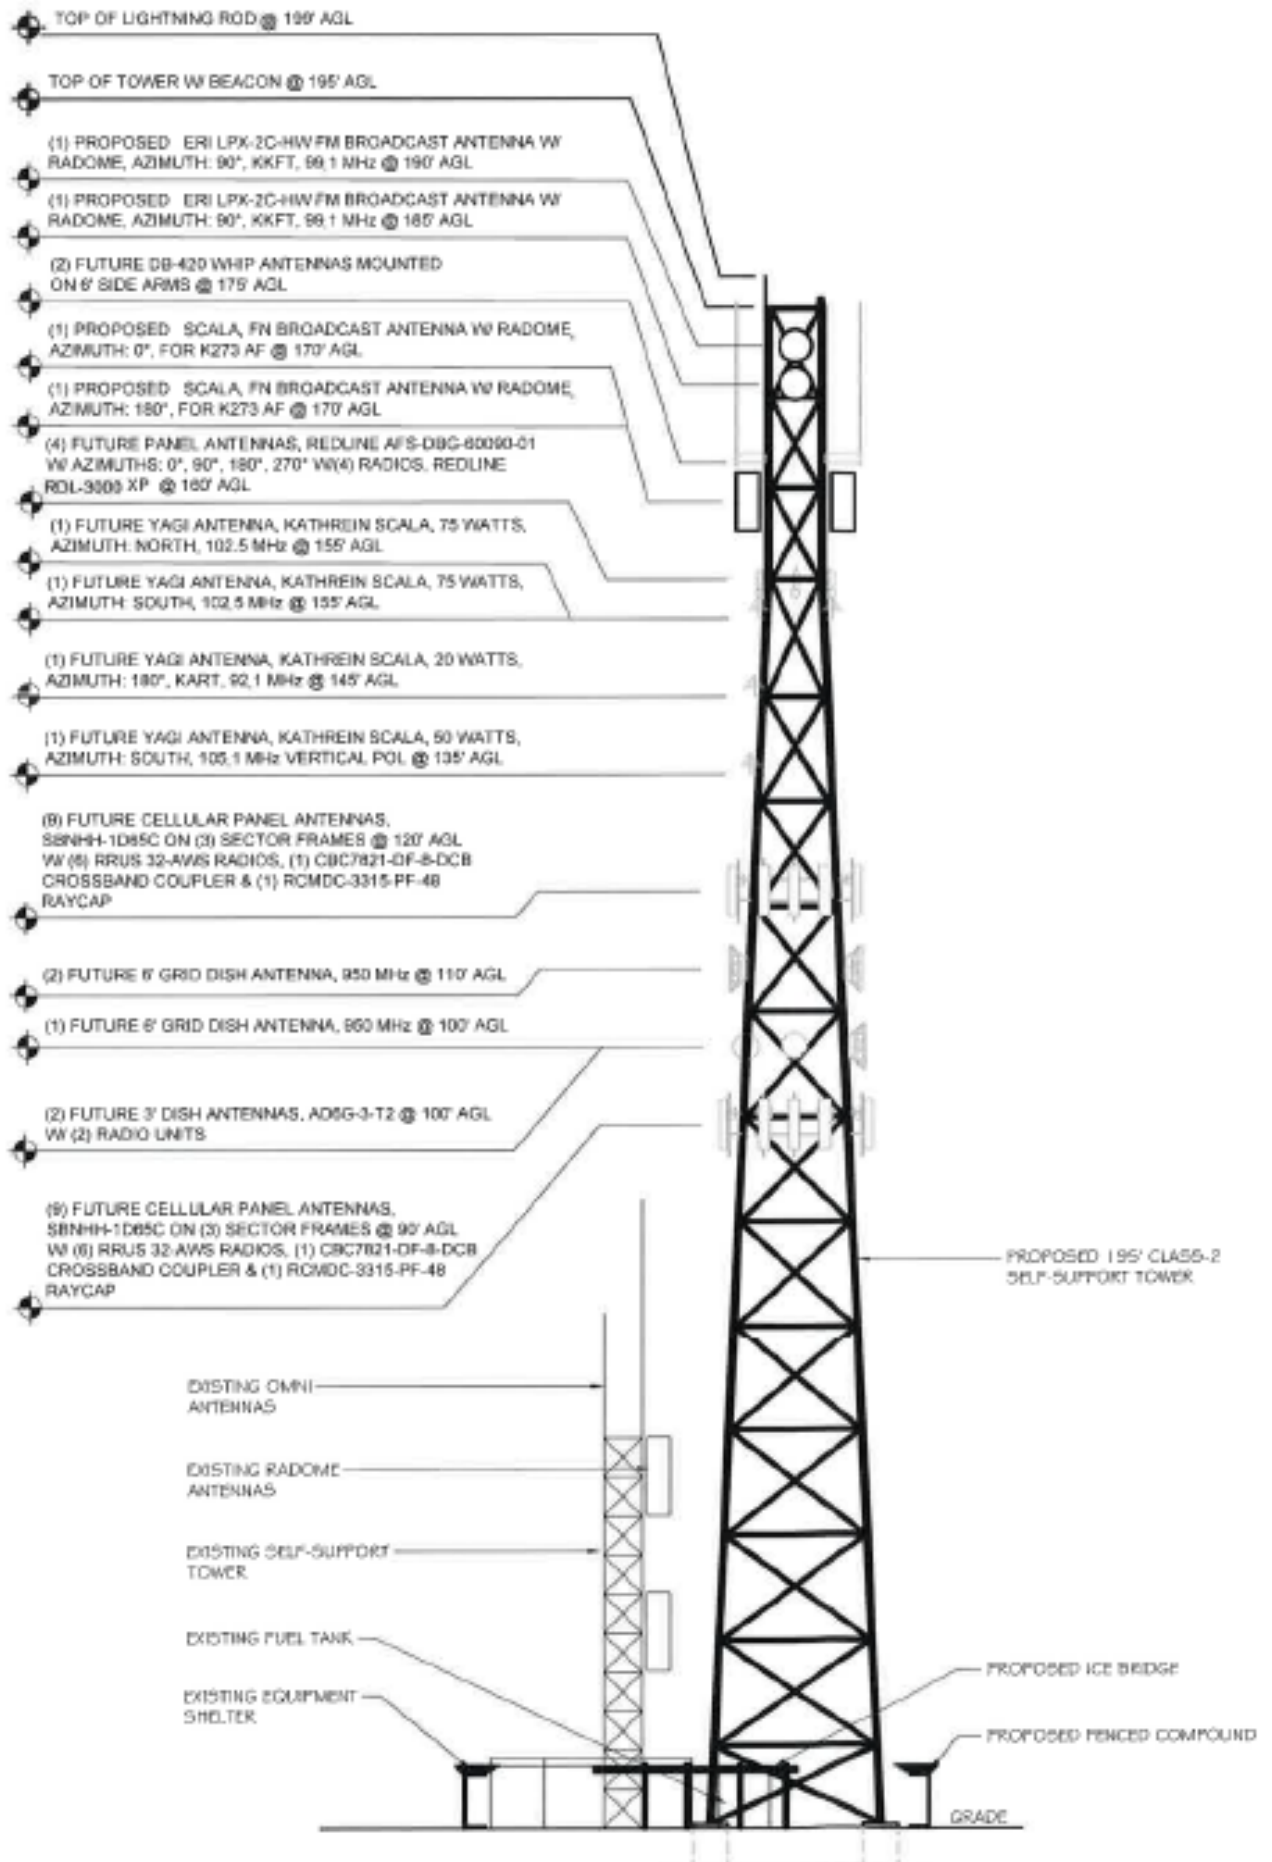 TOP OF LIGHTNING ROD @ 199' AGL
TOP OF TOWER W/ BEACON @ 195' AGL
(1) PROPOSED ERI LPX-2C-HW FM BROADCAST ANTENNA W/
RADOME, AZIMUTH: 90°, KKFT, 99.1 MHz @ 190' AGL
(1) PROPOSED ERI LPX-2C-HW FM BROADCAST ANTENNA W/
RADOME, AZIMUTH: 90°, KKFT, 99.1 MHz @ 185' AGL
(2) FUTURE DB-420 WHIP ANTENNAS MOUNTED
ON 6' SIDE ARMS @ 175' AGL
(1) PROPOSED SCALA, FN BROADCAST ANTENNA W/ RADOME,
AZIMUTH: 0°, FOR K273 AF @ 170' AGL
(1) PROPOSED SCALA, FN BROADCAST ANTENNA W/ RADOME,
AZIMUTH: 180°, FOR K273 AF @ 170' AGL
(4) FUTURE PANEL ANTENNAS, REDLINE AFS-DBG-60090-01
W/ AZIMUTHS: 0°, 90°, 180°, 270° W/(4) RADIOS, REDLINE
RDL-3000 XP @ 160' AGL
(1) FUTURE YAGI ANTENNA, KATHREIN SCALA, 75 WATTS,
AZIMUTH: NORTH, 102.5 MHz @ 155' AGL
(1) FUTURE YAGI ANTENNA, KATHREIN SCALA, 75 WATTS,
AZIMUTH: SOUTH, 102.5 MHz @ 155' AGL
(1) FUTURE YAGI ANTENNA, KATHREIN SCALA, 20 WATTS,
AZIMUTH: 180°, KART, 92.1 MHz @ 145' AGL
(1) FUTURE YAGI ANTENNA, KATHREIN SCALA, 50 WATTS,
AZIMUTH: SOUTH, 105.1 MHz VERTICAL POL @ 135' AGL
(9) FUTURE CELLULAR PANEL ANTENNAS,
SBNHH-1D65C ON (3) SECTOR FRAMES @ 120' AGL
W/ (6) RRUS 32-AWS RADIOS, (1) CBC7821-DF-8-DCB
CROSSBAND COUPLER & (1) RCMDC-3315-PF-48
RAYCAP
(2) FUTURE 6' GRID DISH ANTENNA, 950 MHz @ 110' AGL
(1) FUTURE 6' GRID DISH ANTENNA, 950 MHz @ 100' AGL
(2) FUTURE 3' DISH ANTENNAS, AD6G-3-T2 @ 100' AGL
W/ (2) RADIO UNITS
(9) FUTURE CELLULAR PANEL ANTENNAS,
SBNHH-1D65C ON (3) SECTOR FRAMES @ 90' AGL
W/ (6) RRUS 32-AWS RADIOS, (1) CBC7821-DF-8-DCB
CROSSBAND COUPLER & (1) RCMDC-3315-PF-48
RAYCAP
PROPOSED 195' CLASS-2
SELF-SUPPORT TOWER
EXISTING OMNI
ANTENNAS
EXISTING RADOME
ANTENNAS
EXISTING SELF-SUPPORT
TOWER
EXISTING FUEL TANK
EXISTING EQUIPMENT
SHELTER
PROPOSED ICE BRIDGE
PROPOSED FENCED COMPOUND
GRADE